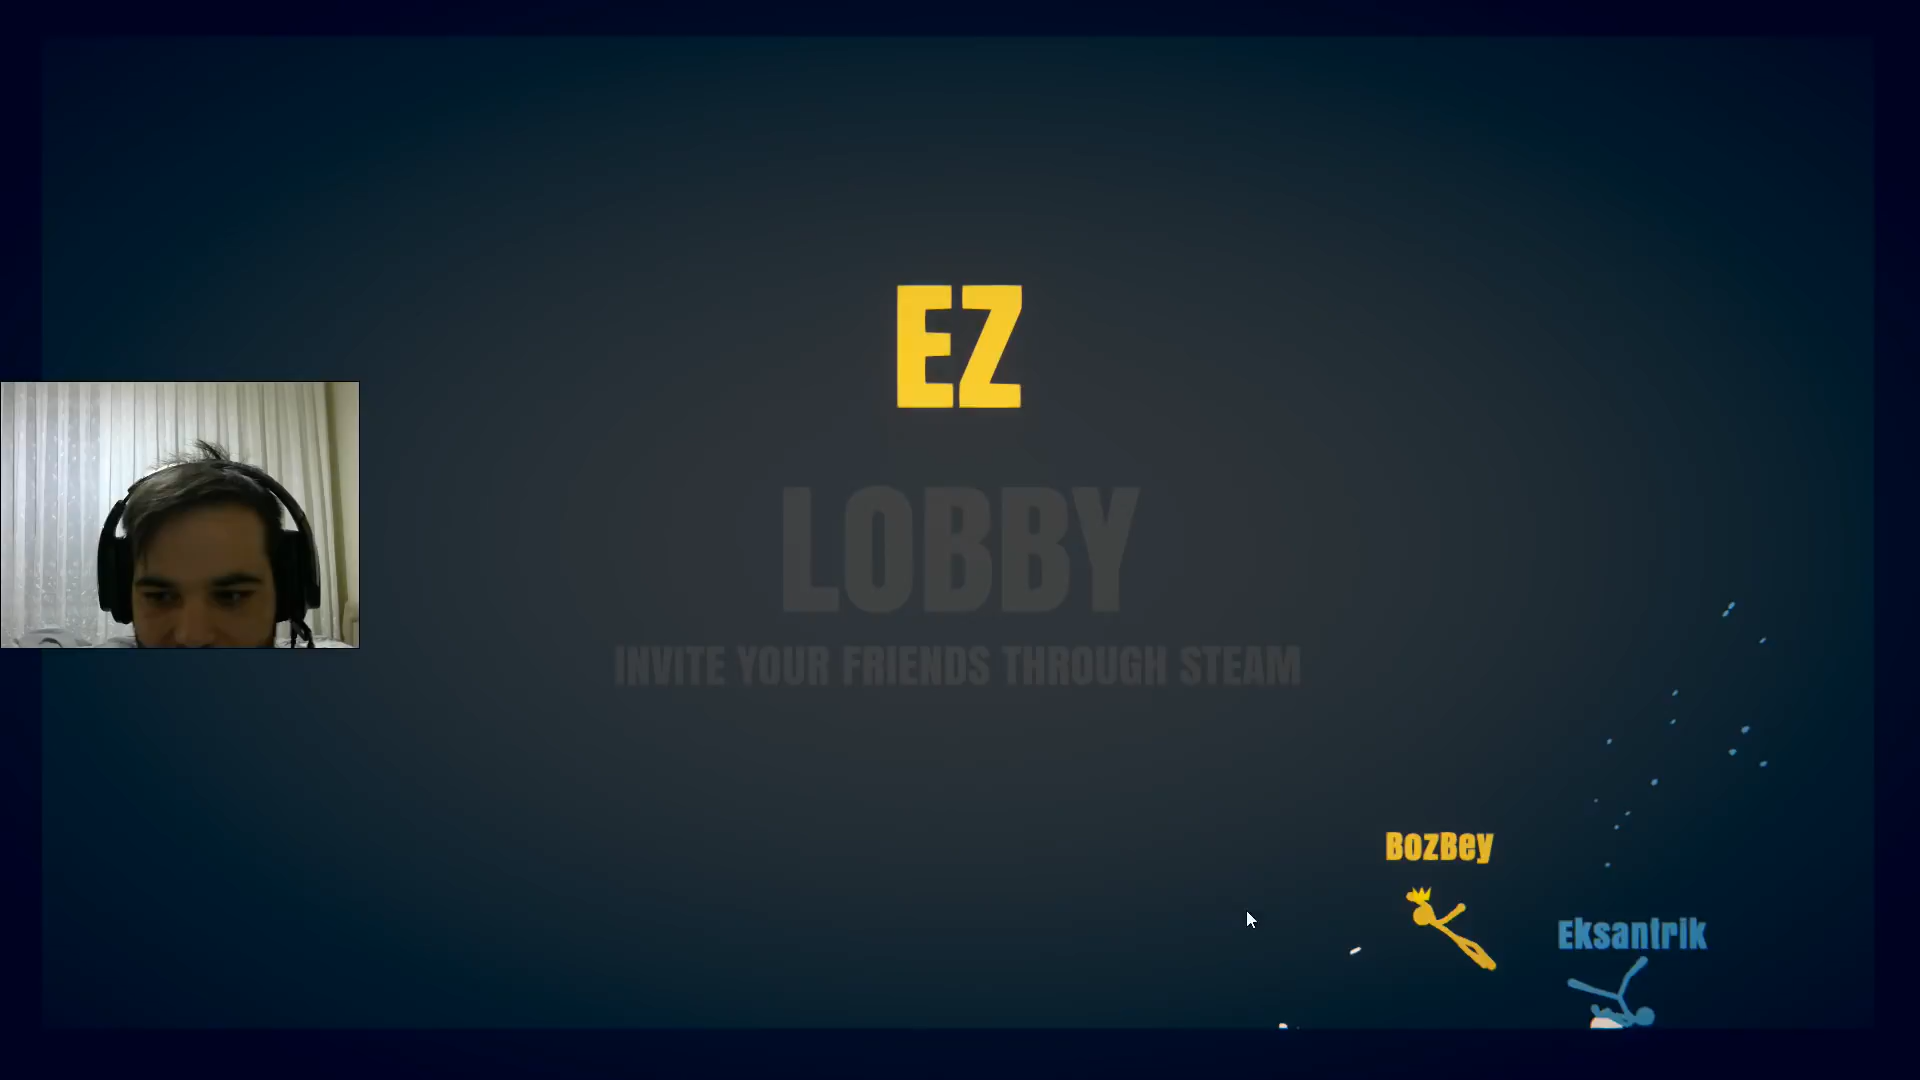 EZ
LOBBY
INVITE YOUR FRIENDS THROUGH STEAM
BozBey
Eksantrik